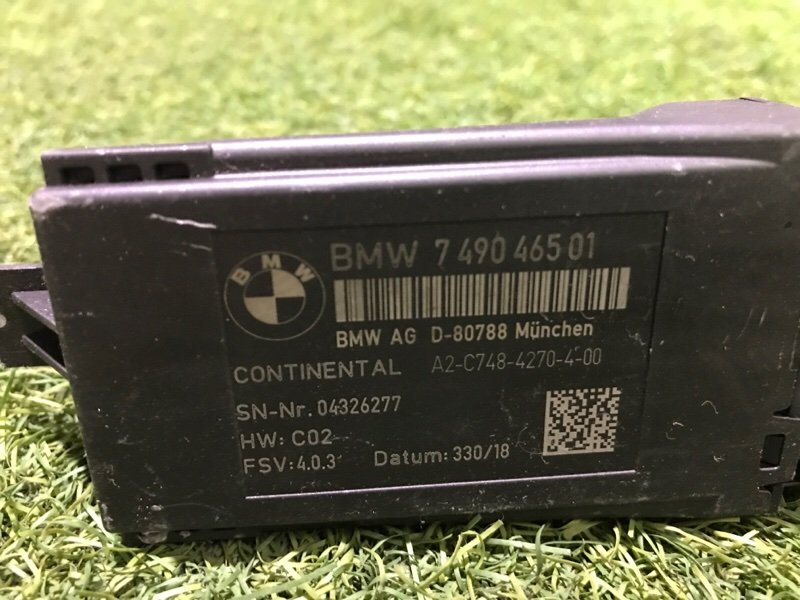 BMW
BMW 7 490 465 01
BMW AG D-80788 München
CONTINENTAL A2-C748-4270-4-00
SN-Nr. 04326277
HW: C02
FSV: 4.0.3 Datum: 330/18